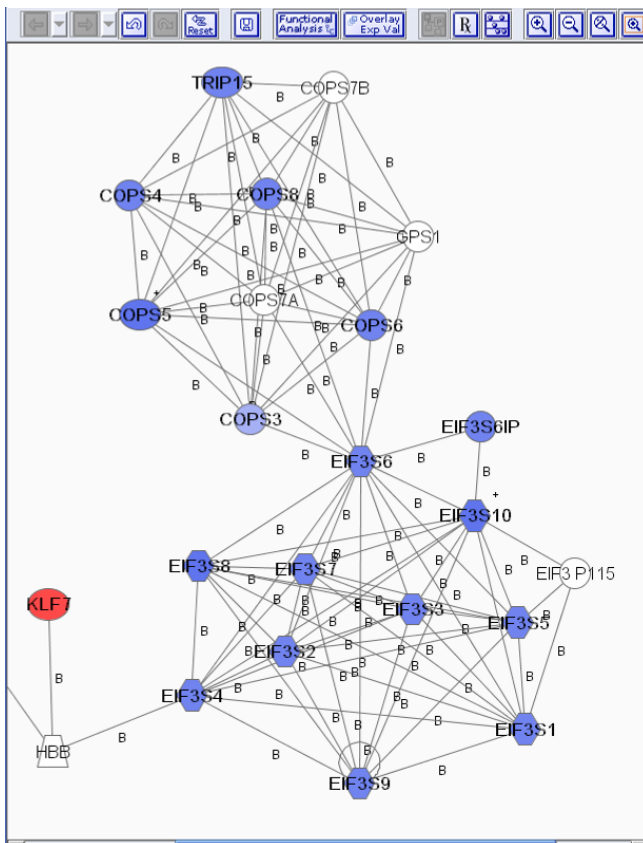 Reset
Functional
Analysis
Overlay
Exp Val
TRIP15
COPS7B
B
COPS4
COPS8
GPS1
COPS7A
COPS5
COPS6
COPS3
EIF3S6IP
EIF3S6
EIF3S10
EIF3S8
EIF3S7
EIF3 P115
KLF7
EIF3S3
EIF3S5
EIF3S2
EIF3S4
EIF3S1
HBB
B
EIF3S9